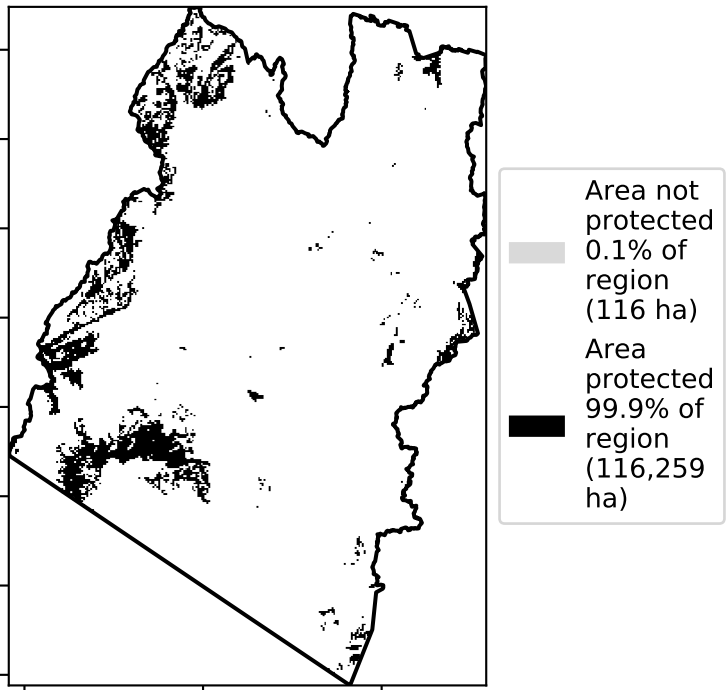 Area not
protected
0.1% of
region
(116 ha)
Area
protected
99.9% of
region
(116,259
ha)